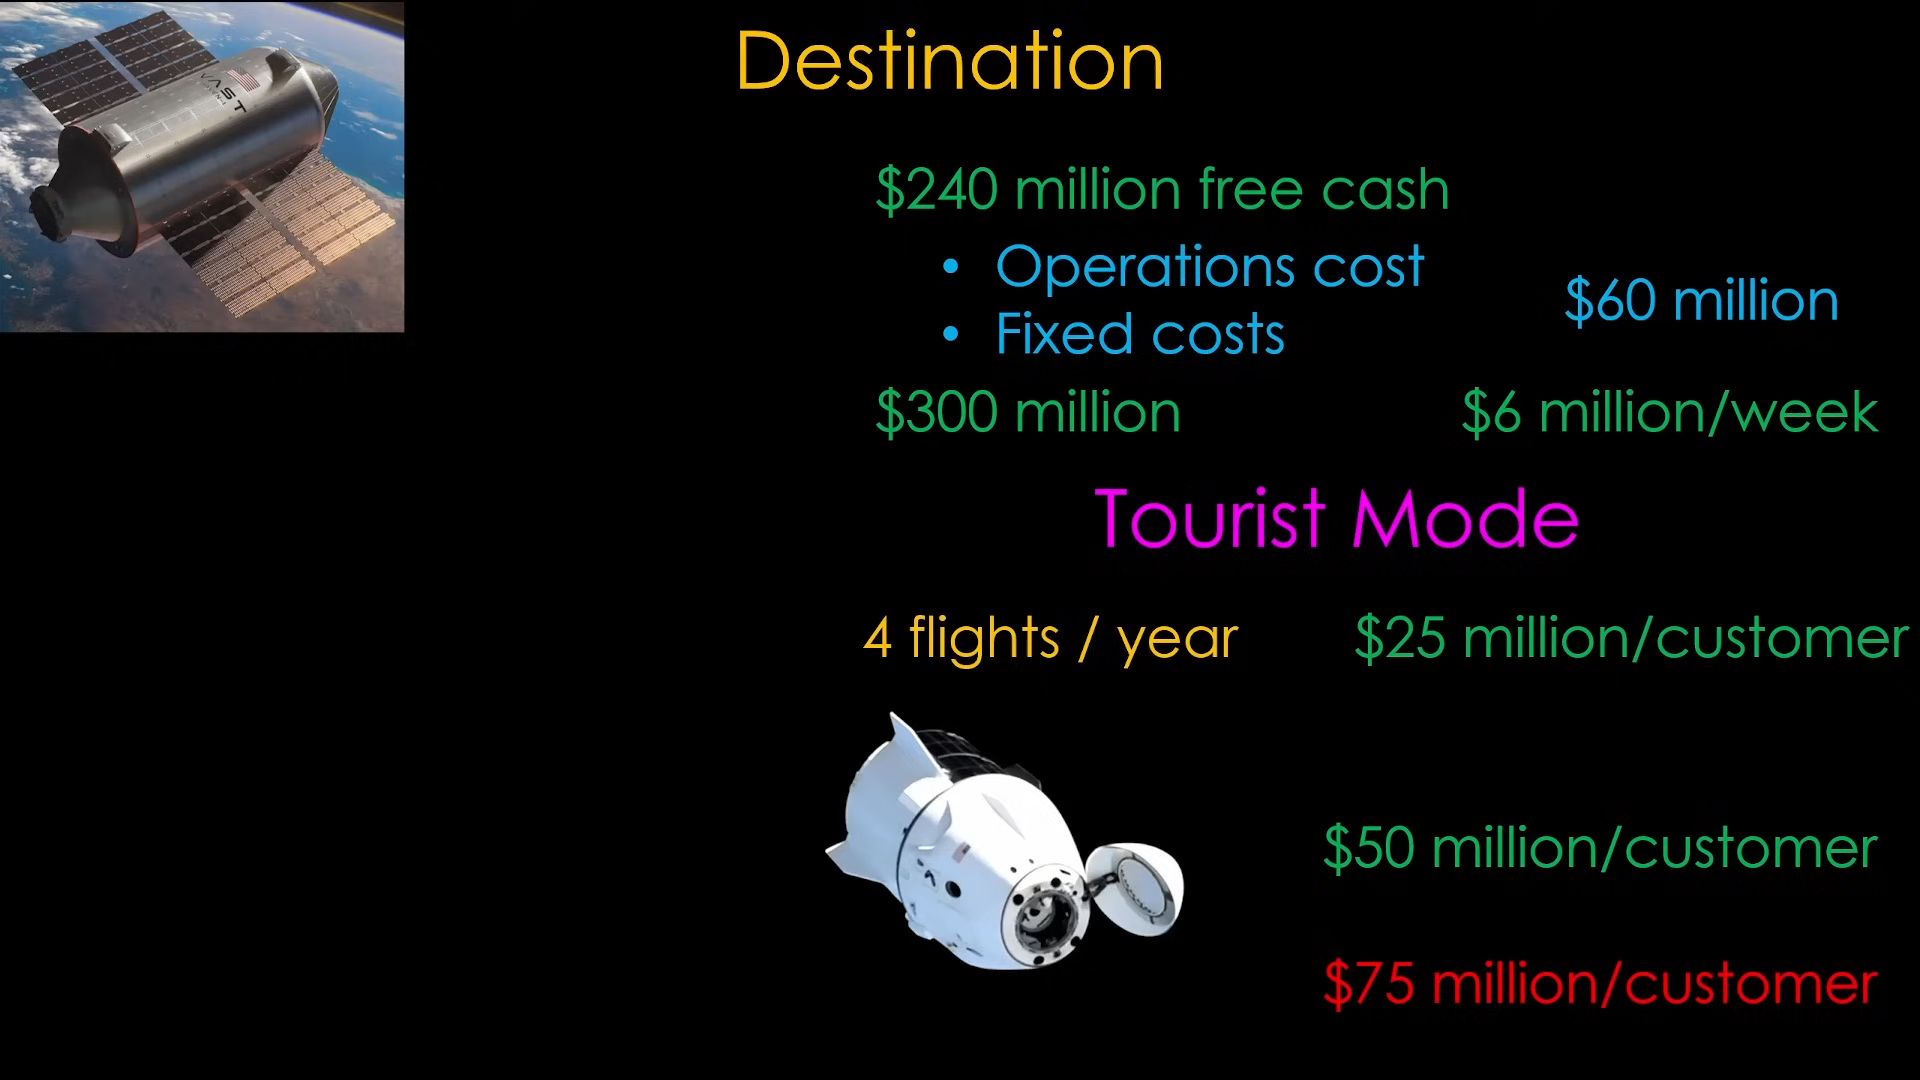 VAST
Destination
$240 million free cash
• Operations cost
$60 million
• Fixed costs
$300 million
$6 million/week
Tourist Mode
4 flights / year
$25 million/customer
$50 million/customer
$75 million/customer